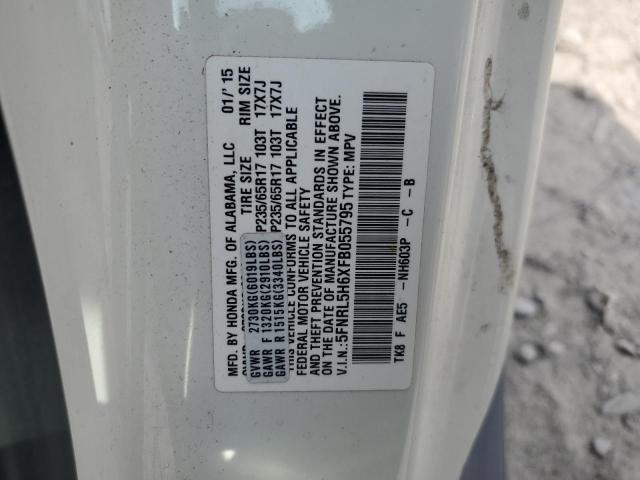 MFD. BY HONDA MFG. OF ALABAMA, LLC 01/'15
TIRE SIZE RIM SIZE
GVWR 2730KG(6019LBS)
GAWR F 1320KG(2910LBS) P235/65R17 103T 17X7J
GAWR R 1515KG(3340LBS) P235/65R17 103T 17X7J
THIS VEHICLE CONFORMS TO ALL APPLICABLE
FEDERAL MOTOR VEHICLE SAFETY
AND THEFT PREVENTION STANDARDS IN EFFECT
ON THE DATE OF MANUFACTURE SHOWN ABOVE.
V.I.N.:5FNRL5H6XFB055795 TYPE: MPV
TK8 F AE5 -NH603P -C -B